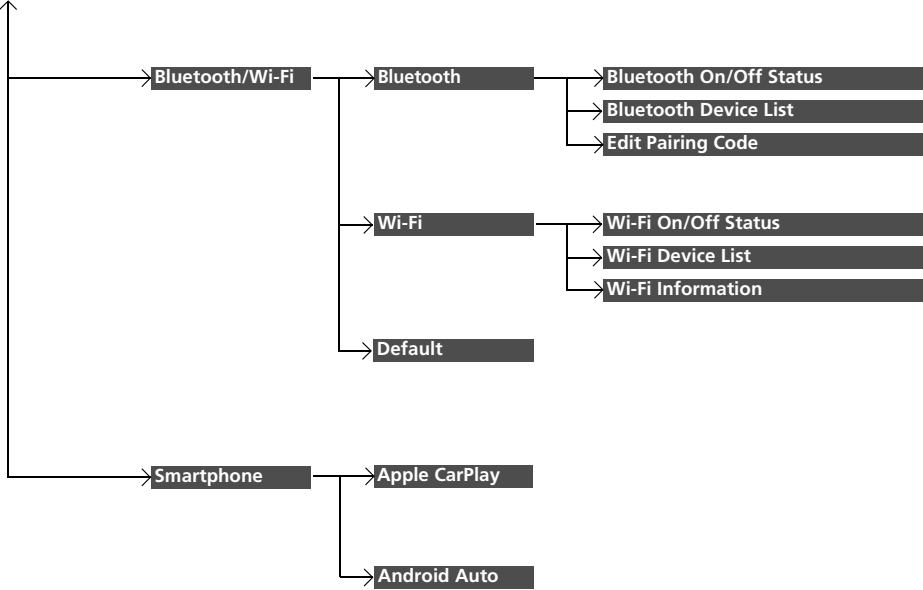 Bluetooth/Wi-Fi
Bluetooth
Bluetooth On/Off Status
Bluetooth Device List
Edit Pairing Code
Wi-Fi
Wi-Fi On/Off Status
Wi-Fi Device List
Wi-Fi Information
Default
Smartphone
Apple CarPlay
Android Auto